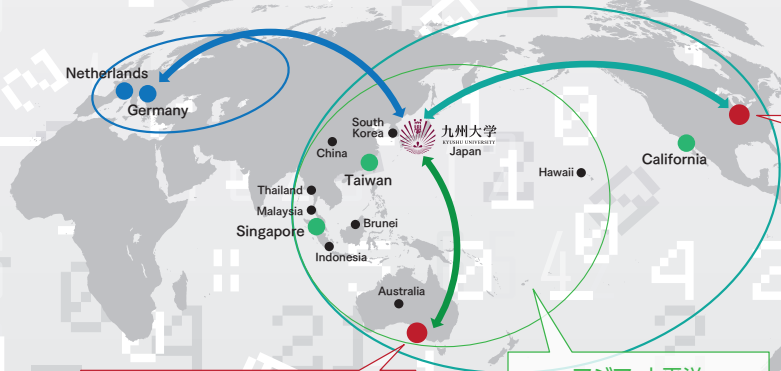 Netherlands
Germany
South
Korea
九州大学
KYUSHU UNIVERSITY
Japan
China
Taiwan
California
Hawaii
Thailand
Malaysia
Singapore
Brunei
Indonesia
Australia